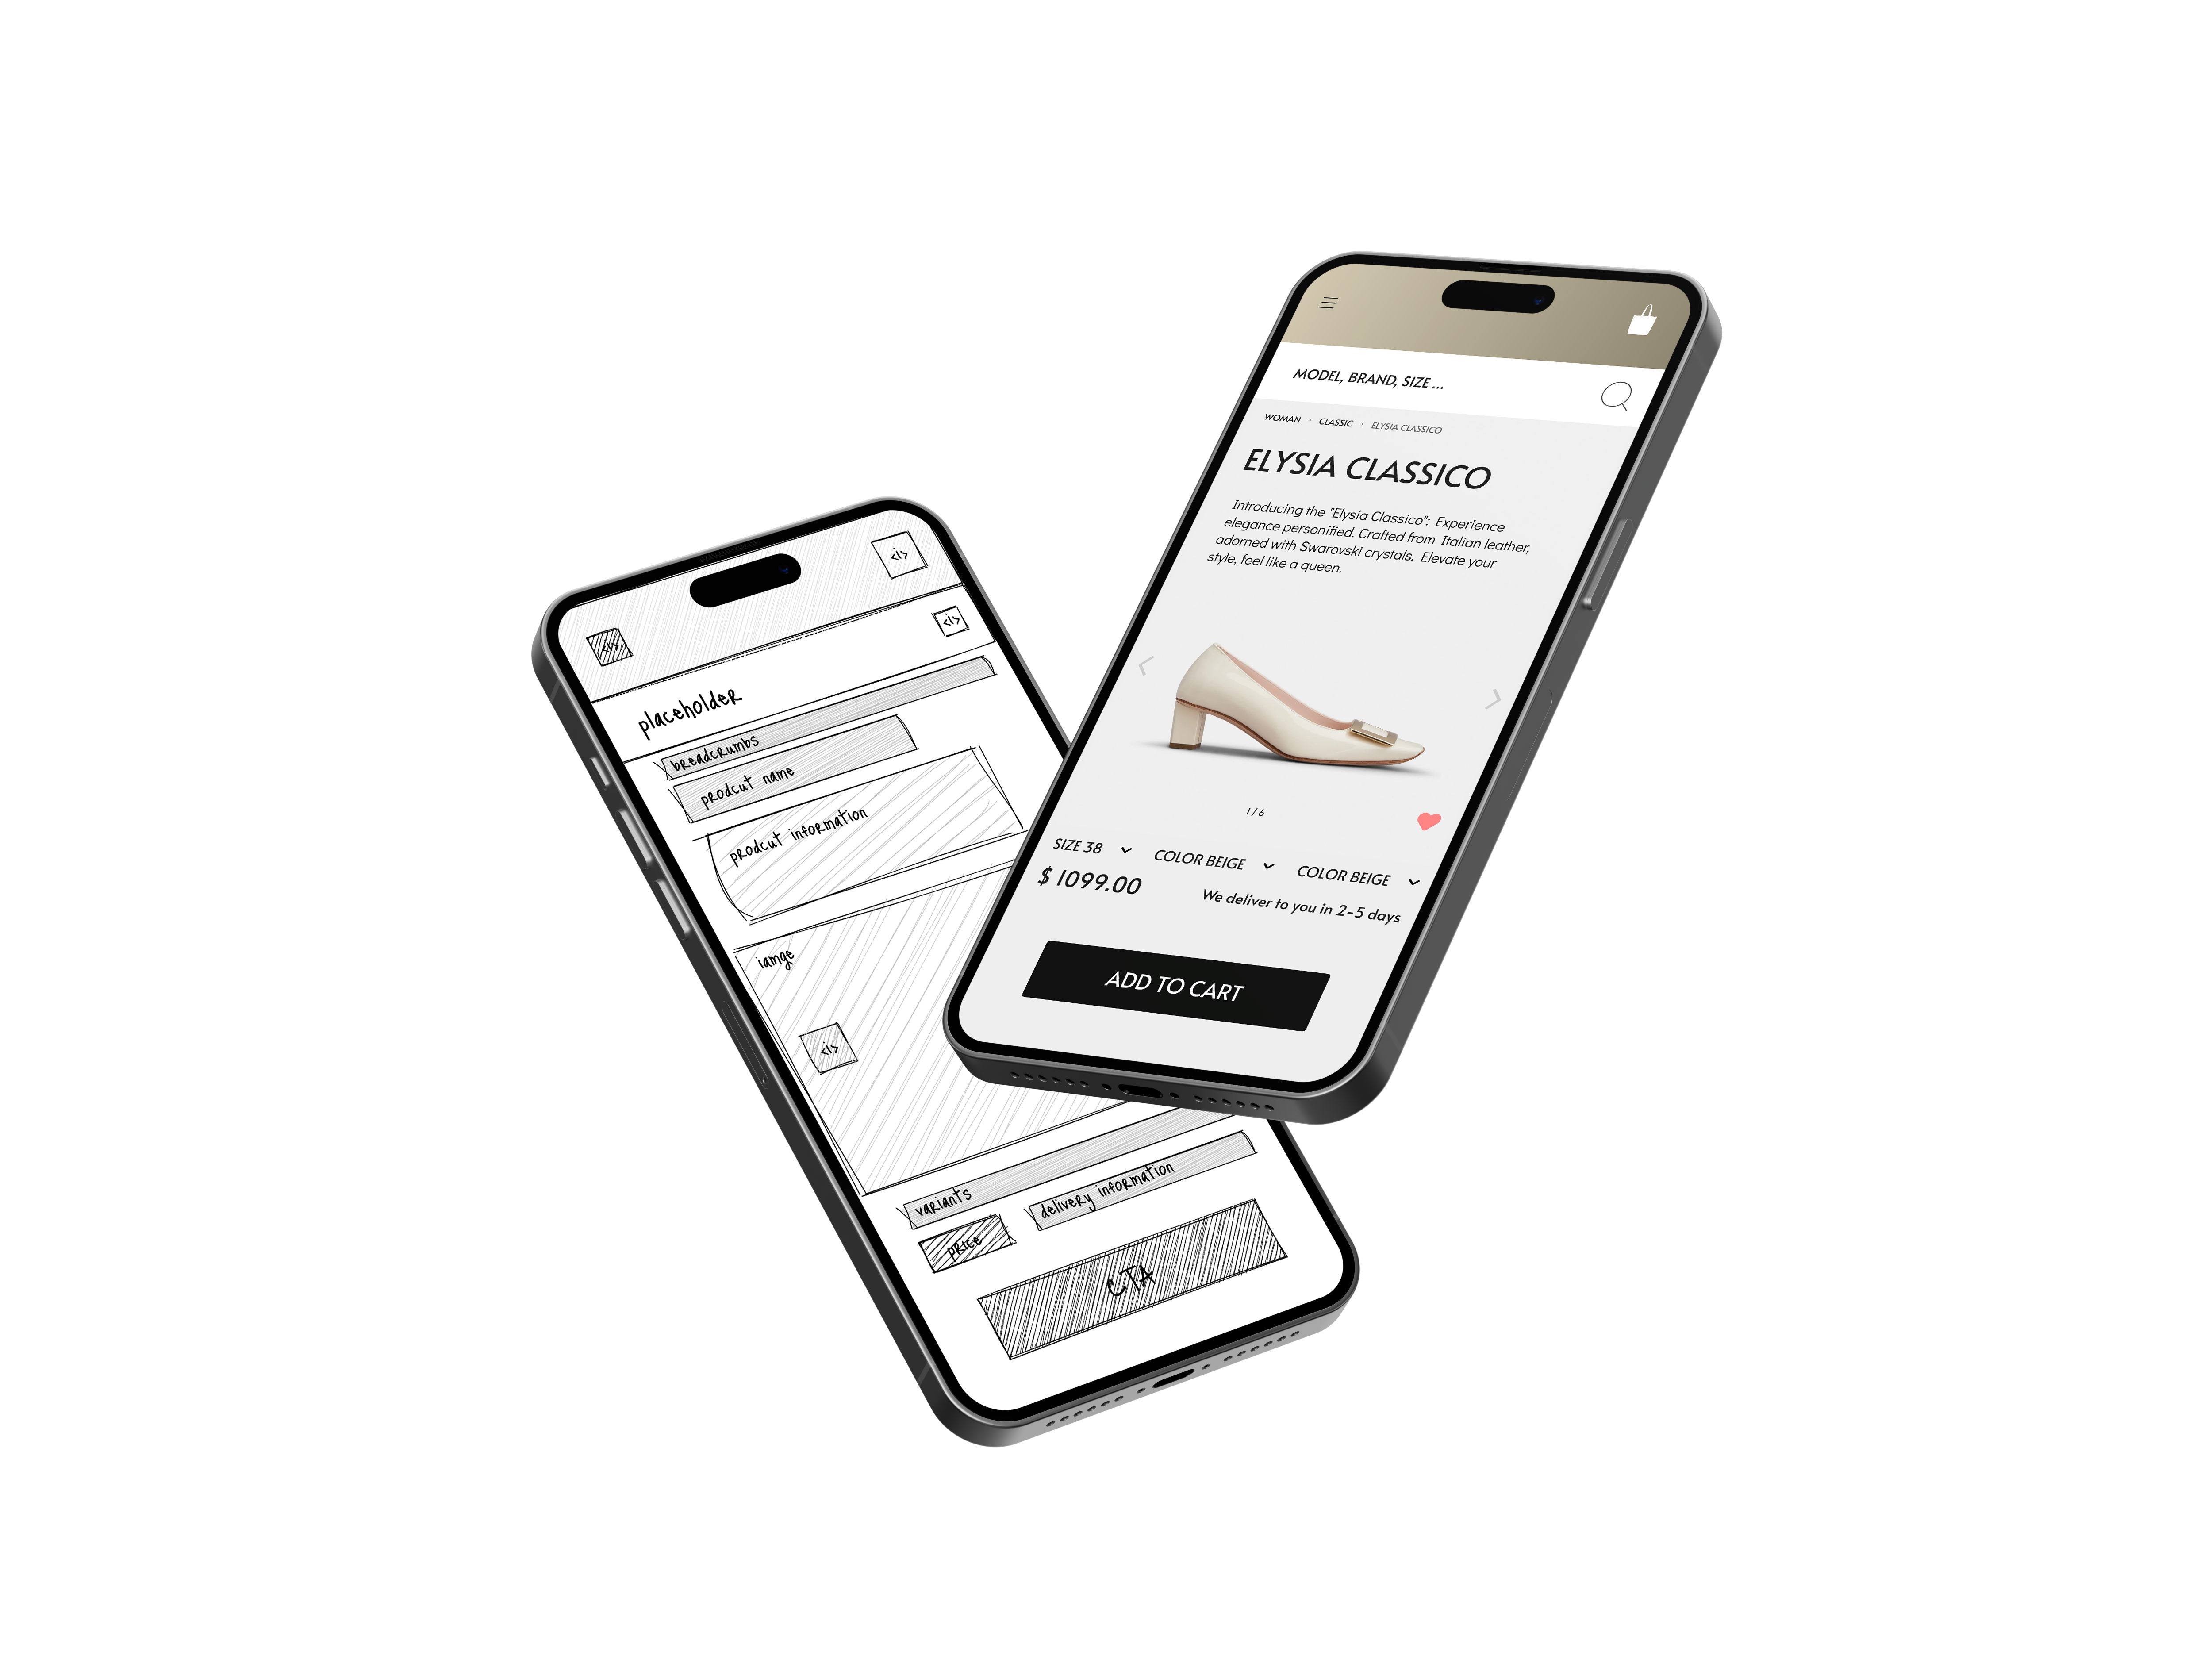 <i>
<i>
<i>
placeholder
breadcrumbs
prodcut name
prodcut information
iamge
<i>
variants
price
delivery information
CTA
MODEL, BRAND, SIZE ...
WOMAN · CLASSIC · ELYSIA CLASSICO
ELYSIA CLASSICO
Introducing the "Elysia Classico": Experience
elegance personified. Crafted from Italian leather,
adorned with Swarovski crystals. Elevate your
style, feel like a queen.
1 / 6
SIZE 38 COLOR BEIGE COLOR BEIGE
$ 1099.00 We deliver to you in 2-5 days
ADD TO CART